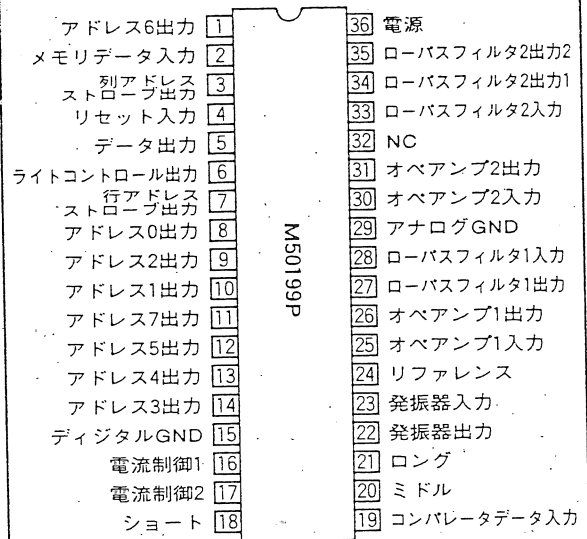 アドレス6出力 1
メモリデータ入力 2
列アドレス
ストローブ出力 3
リセット入力 4
データ出力 5
ライトコントロール出力 6
行アドレス
ストローブ出力 7
アドレス0出力 8
アドレス2出力 9
アドレス1出力 10
アドレス7出力 11
アドレス5出力 12
アドレス4出力 13
アドレス3出力 14
ディジタルGND 15
電流制御1 16
電流制御2 17
ショート 18
M50199P
36 電源
35 ローパスフィルタ2出力2
34 ローパスフィルタ2出力1
33 ローパスフィルタ2入力
32 NC
31 オペアンプ2出力
30 オペアンプ2入力
29 アナログGND
28 ローパスフィルタ1入力
27 ローパスフィルタ1出力
26 オペアンプ1出力
25 オペアンプ1入力
24 リファレンス
23 発振器入力
22 発振器出力
21 ロング
20 ミドル
19 コンパレータデータ入力